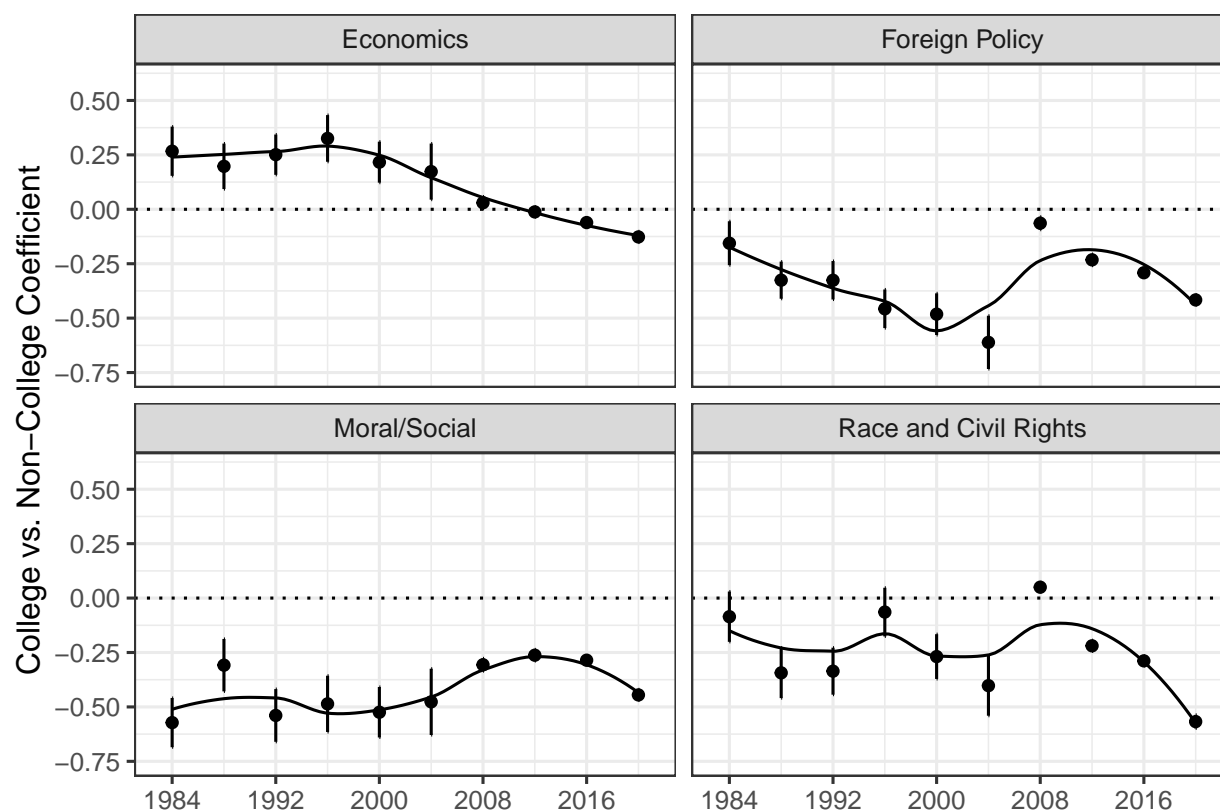 Economics
Foreign Policy
0.50
0.25
0.00
−0.25
−0.50
−0.75
Moral/Social
Race and Civil Rights
0.50
0.25
0.00
−0.25
−0.50
−0.75
1984 1992 2000 2008 2016
1984 1992 2000 2008 2016
College vs. Non−College Coefficient